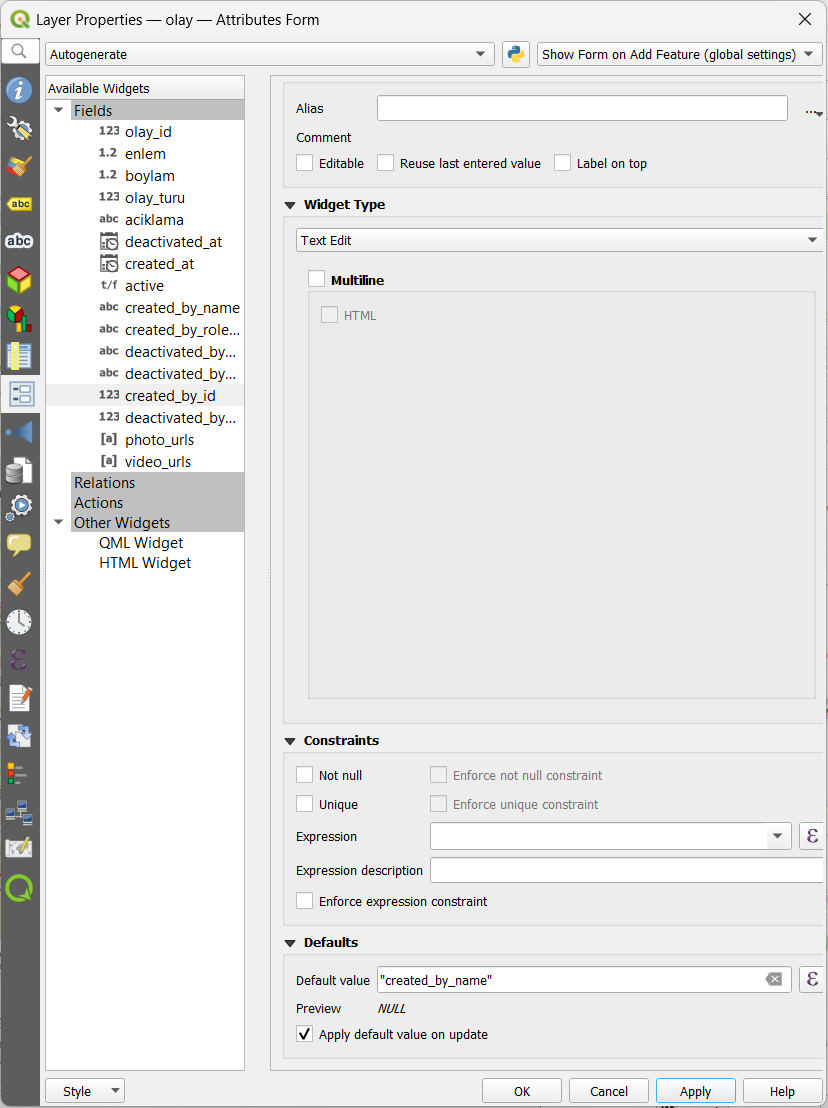 Layer Properties — olay — Attributes Form
Autogenerate
Show Form on Add Feature (global settings)
Available Widgets
Fields
123 olay_id
1.2 enlem
1.2 boylam
123 olay_turu
abc aciklama
deactivated_at
created_at
t/f active
abc created_by_name
abc created_by_role...
abc deactivated_by...
abc deactivated_by...
123 created_by_id
123 deactivated_by...
[a] photo_urls
[a] video_urls
Relations
Actions
Other Widgets
QML Widget
HTML Widget
abc
abc
Alias
...
Comment
Editable Reuse last entered value Label on top
Widget Type
Text Edit
Multiline
HTML
Constraints
Not null Enforce not null constraint
Unique Enforce unique constraint
Expression ε
Expression description
Enforce expression constraint
Defaults
Default value "created_by_name" ε
Preview NULL
Apply default value on update
Style OK Cancel Apply Help